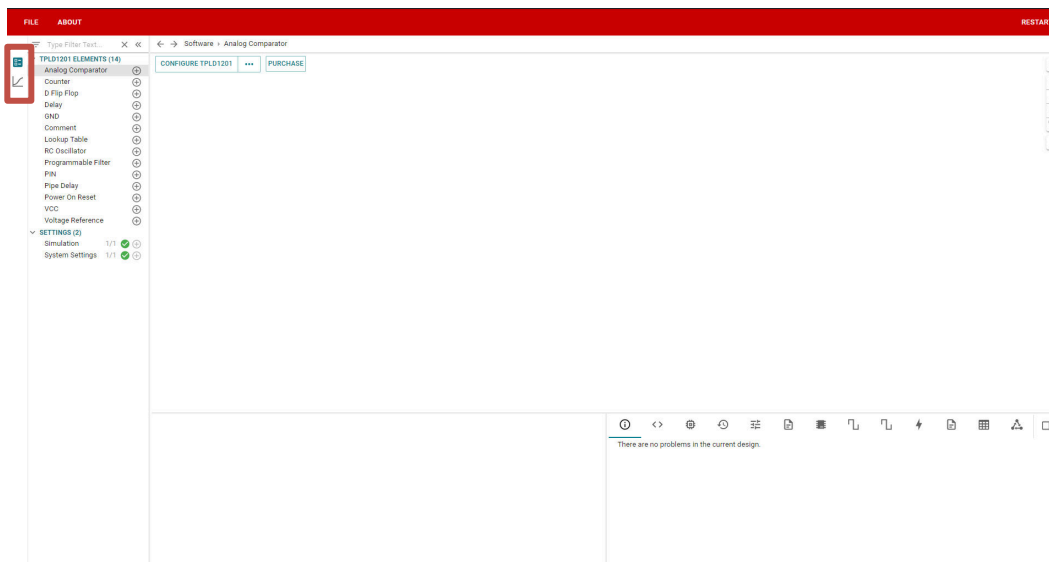 FILE ABOUT RESTAR
Type Filter Text...
Software › Analog Comparator
TPLD1201 ELEMENTS (14)
Analog Comparator
Counter
D Flip Flop
Delay
GND
Comment
Lookup Table
RC Oscillator
Programmable Filter
PIN
Pipe Delay
Power On Reset
VCC
Voltage Reference
SETTINGS (2)
Simulation 1/1
System Settings 1/1
CONFIGURE TPLD1201 ••• PURCHASE
There are no problems in the current design.